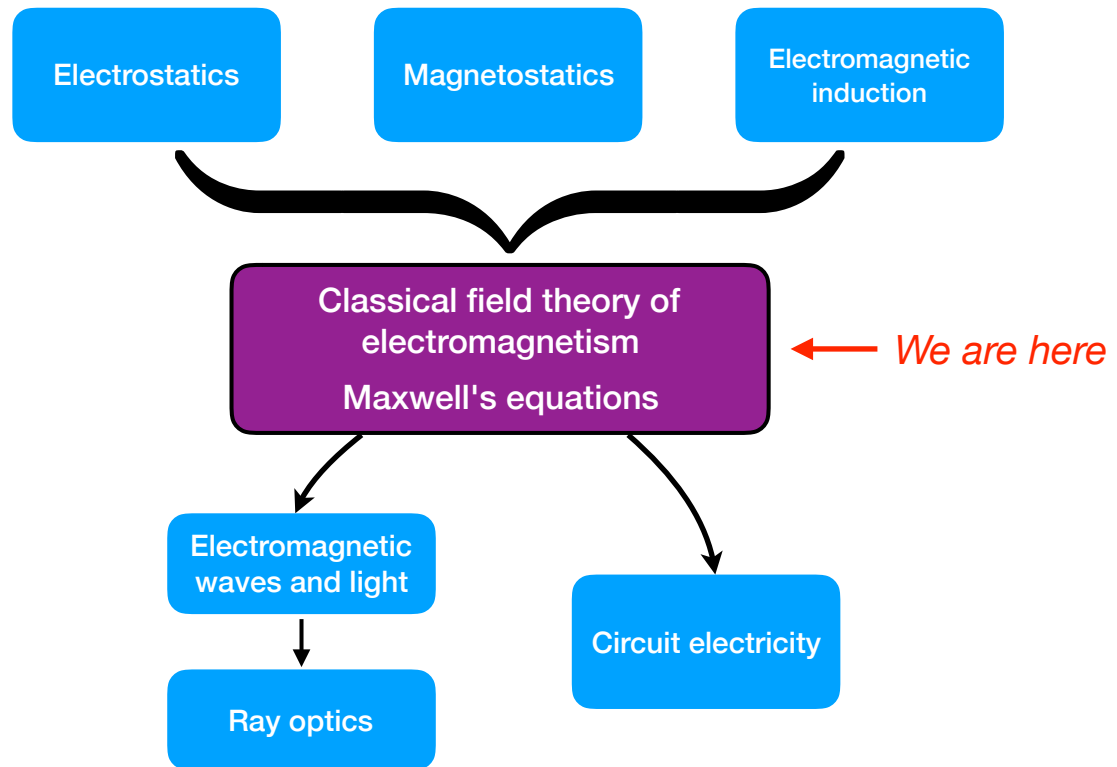 Electrostatics
Magnetostatics
Electromagnetic
induction
Classical field theory of
electromagnetism
Maxwell's equations
We are here
Electromagnetic
waves and light
Circuit electricity
Ray optics